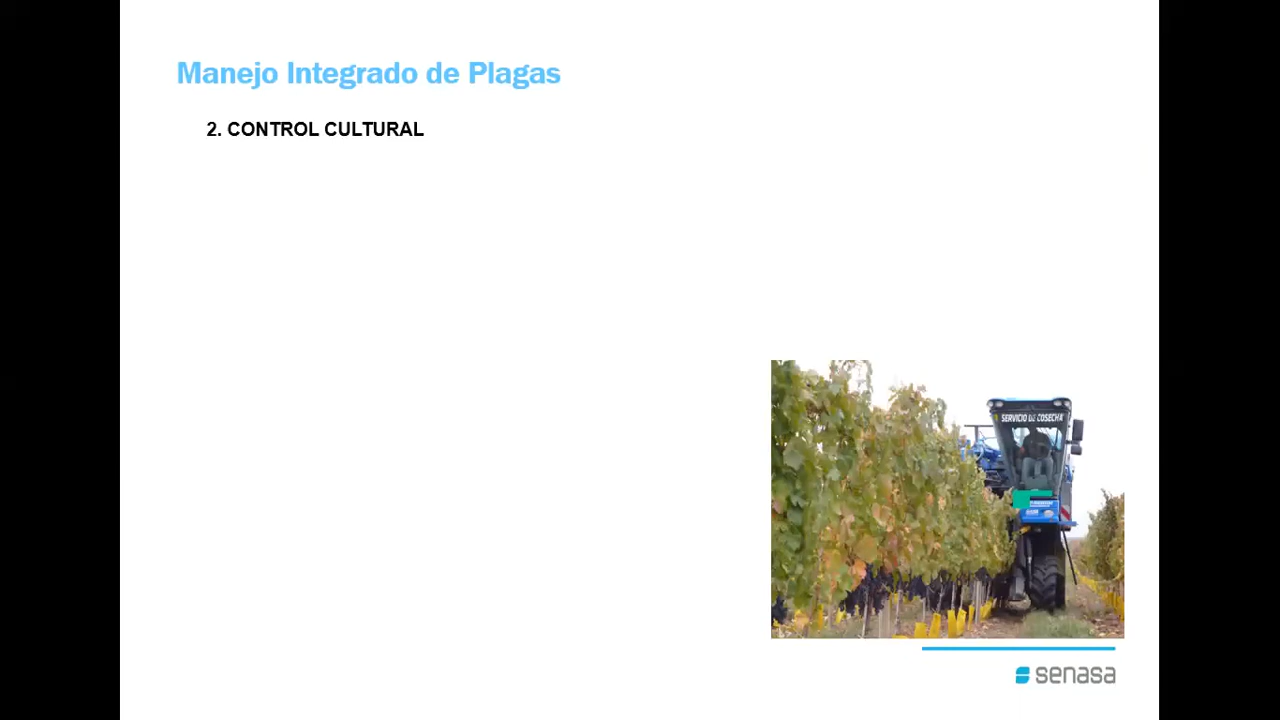 Manejo Integrado de Plagas
2. CONTROL CULTURAL
SERVICIO DE COSECHA
senasa